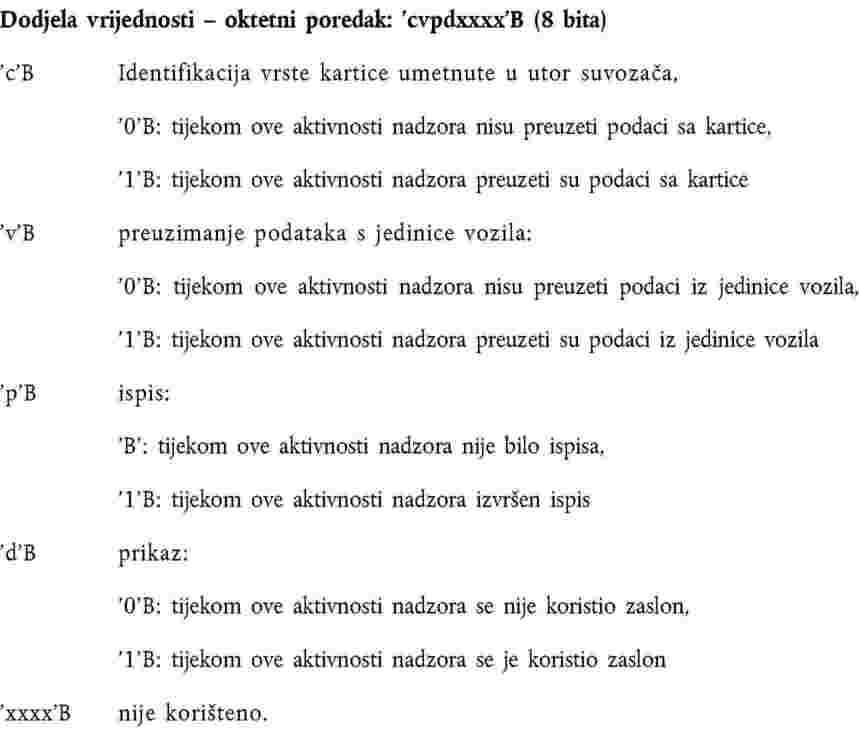 Dodjela vrijednosti – oktetni poredak: ’cvpdxxxx’B (8 bita)
’c’B Identifikacija vrste kartice umetnute u utor suvozača,
’0’B: tijekom ove aktivnosti nadzora nisu preuzeti podaci sa kartice,
’1’B: tijekom ove aktivnosti nadzora preuzeti su podaci sa kartice
’v’B preuzimanje podataka s jedinice vozila:
’0’B: tijekom ove aktivnosti nadzora nisu preuzeti podaci iz jedinice vozila,
’1’B: tijekom ove aktivnosti nadzora preuzeti su podaci iz jedinice vozila
’p’B ispis:
’B’: tijekom ove aktivnosti nadzora nije bilo ispisa,
’1’B: tijekom ove aktivnosti nadzora izvršen ispis
’d’B prikaz:
’0’B: tijekom ove aktivnosti nadzora se nije koristio zaslon,
’1’B: tijekom ove aktivnosti nadzora se je koristio zaslon
’xxxx’B nije korišteno.